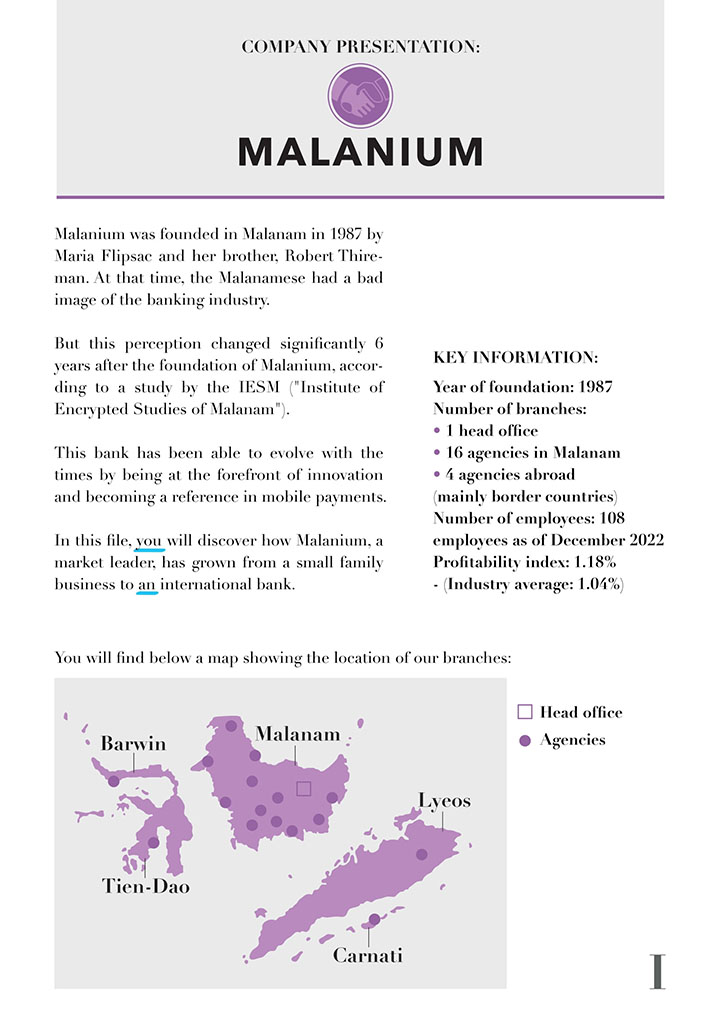 COMPANY PRESENTATION:
MALANIUM
Malanium was founded in Malanam in 1987 by
Maria Flipsac and her brother, Robert Thire-
man. At that time, the Malanamese had a bad
image of the banking industry.
But this perception changed significantly 6
years after the foundation of Malanium, accor-
ding to a study by the IESM ("Institute of
Encrypted Studies of Malanam").
This bank has been able to evolve with the
times by being at the forefront of innovation
and becoming a reference in mobile payments.
In this file, you will discover how Malanium, a
market leader, has grown from a small family
business to an international bank.
KEY INFORMATION:
Year of foundation: 1987
Number of branches:
• 1 head office
• 16 agencies in Malanam
• 4 agencies abroad
(mainly border countries)
Number of employees: 108
employees as of December 2022
Profitability index: 1.18%
- (Industry average: 1.04%)
You will find below a map showing the location of our branches:
Head office
Agencies
Barwin
Malanam
Lyeos
Tien-Dao
Carnati
I